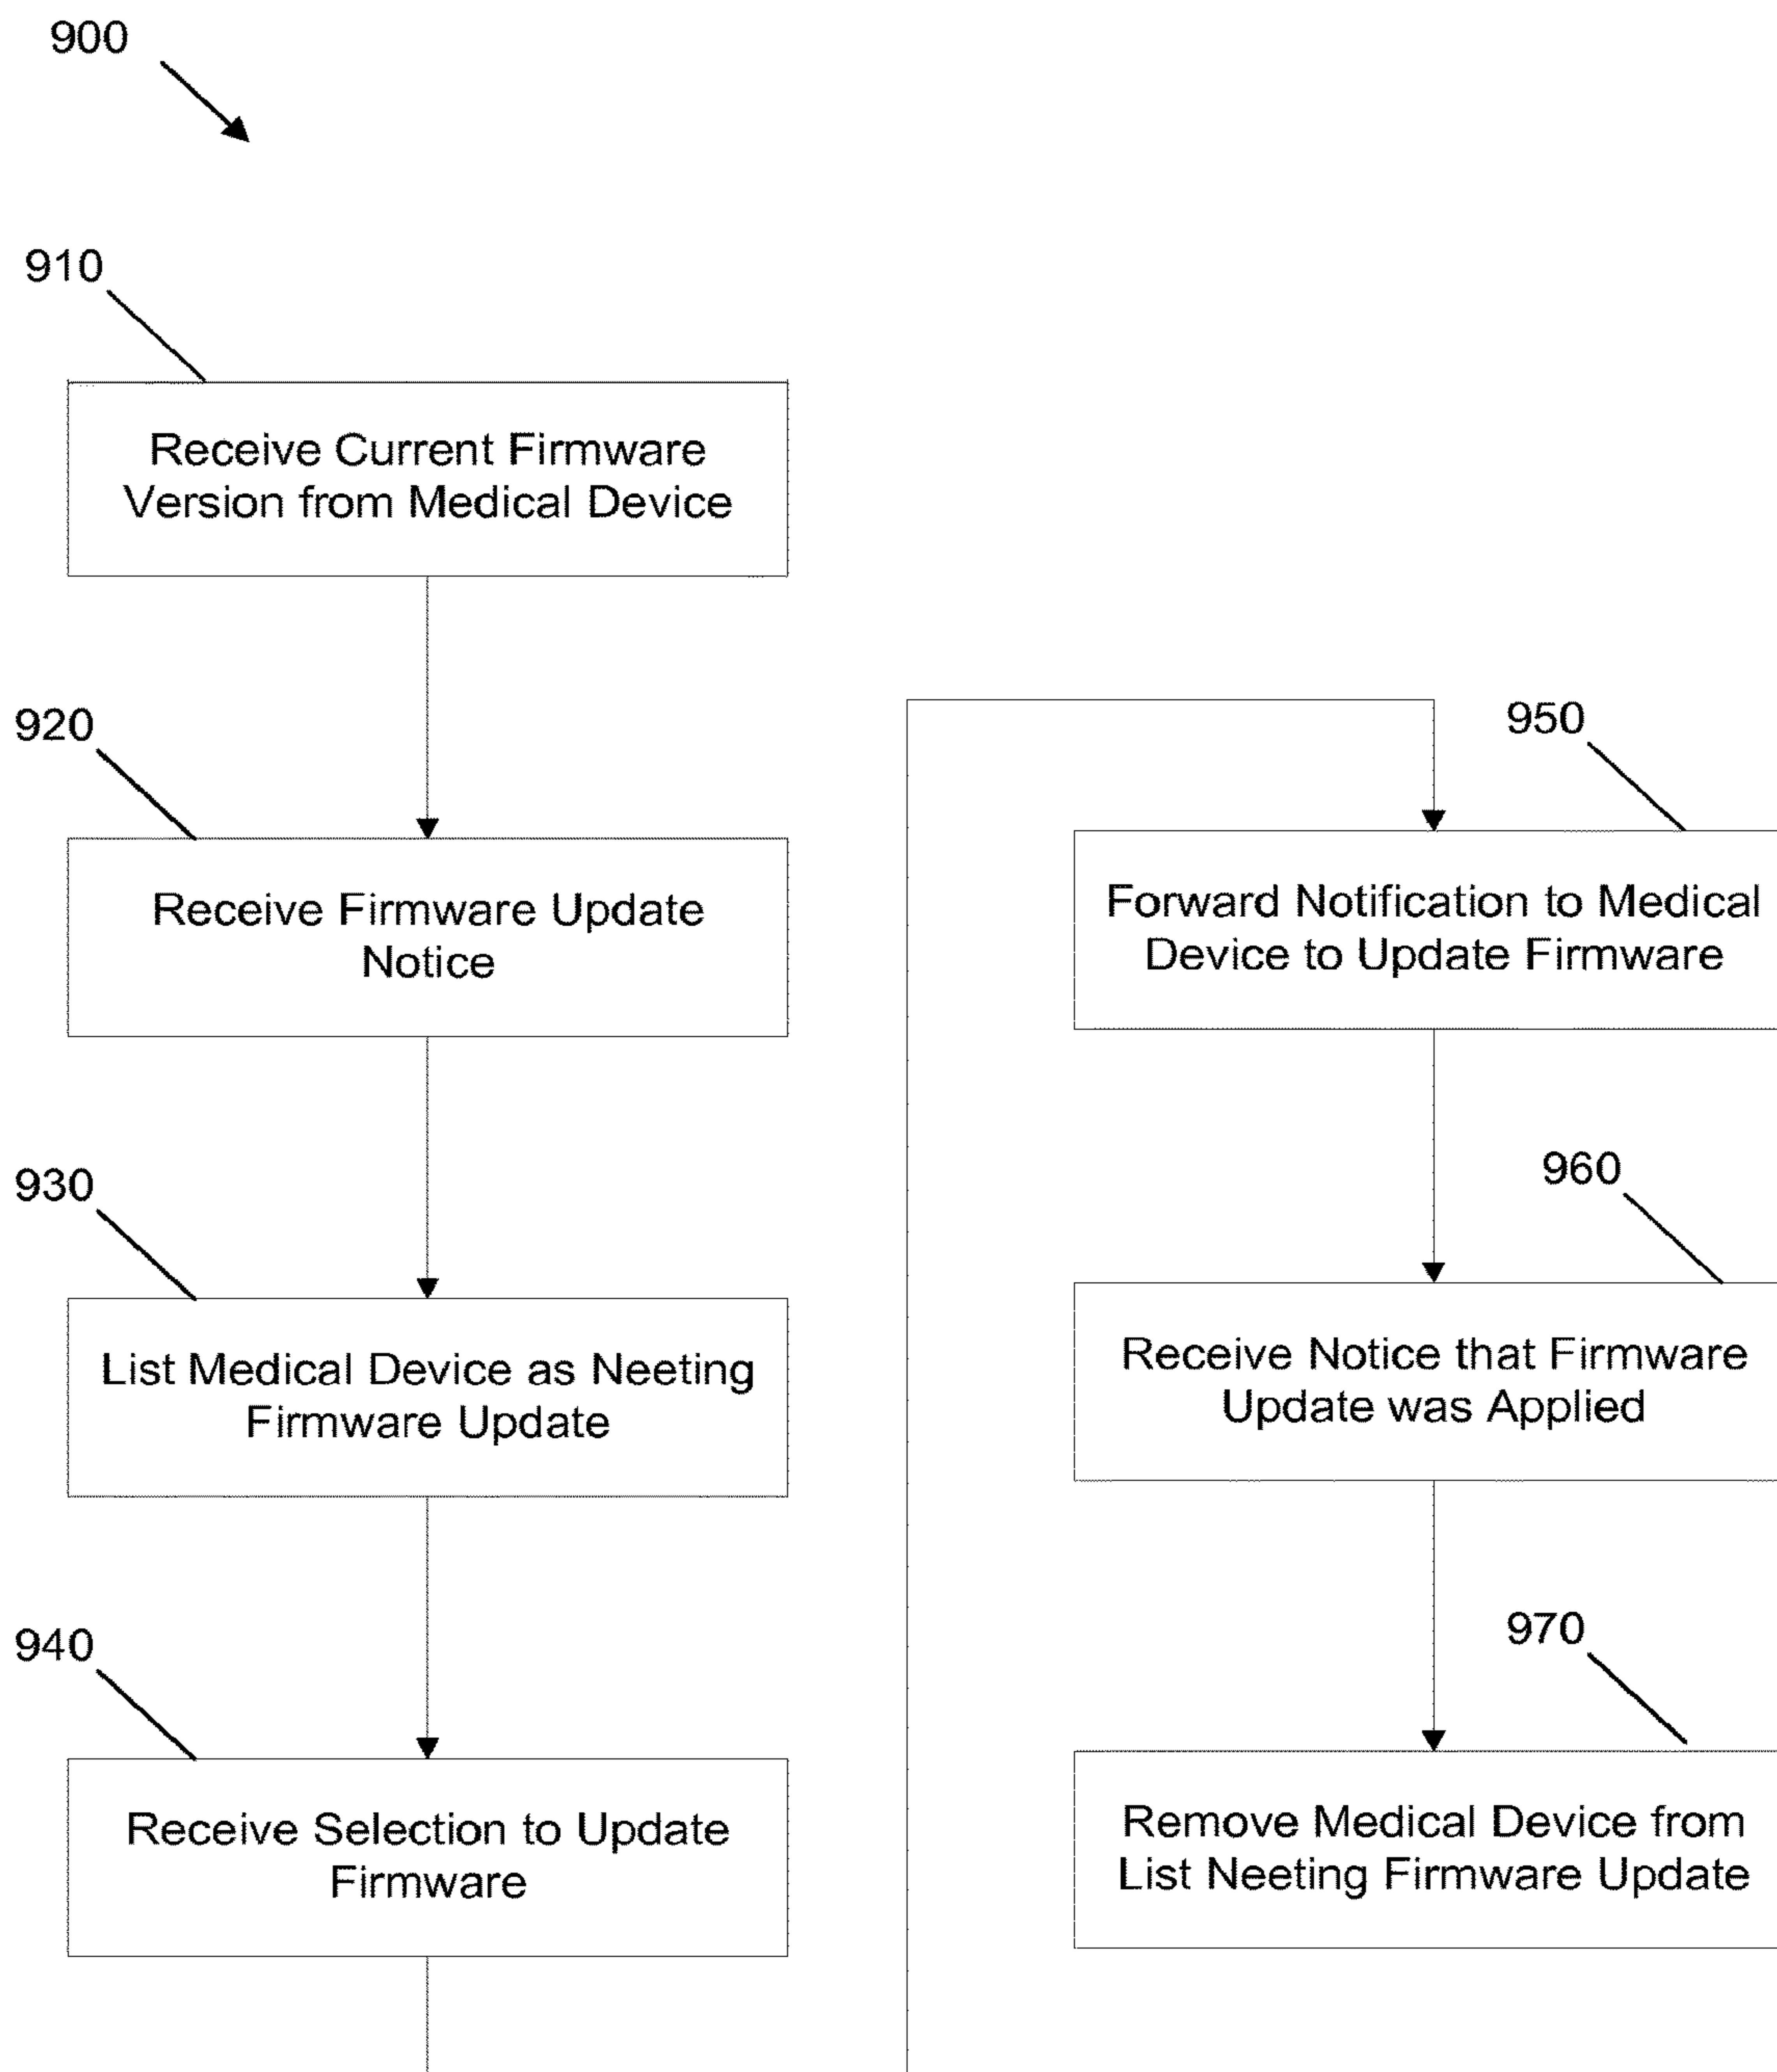 900
910
Receive Current Firmware
Version from Medical Device
920
Receive Firmware Update
Notice
930
List Medical Device as Neeting
Firmware Update
940
Receive Selection to Update
Firmware
950
Forward Notification to Medical
Device to Update Firmware
960
Receive Notice that Firmware
Update was Applied
970
Remove Medical Device from
List Neeting Firmware Update